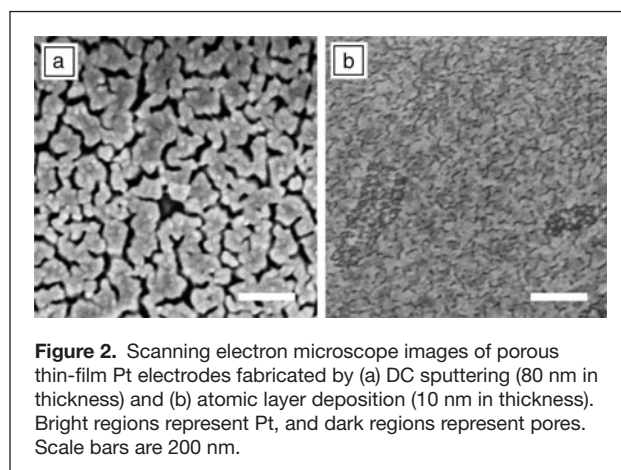 a
b
Figure 2. Scanning electron microscope images of porous
thin-film Pt electrodes fabricated by (a) DC sputtering (80 nm in
thickness) and (b) atomic layer deposition (10 nm in thickness).
Bright regions represent Pt, and dark regions represent pores.
Scale bars are 200 nm.